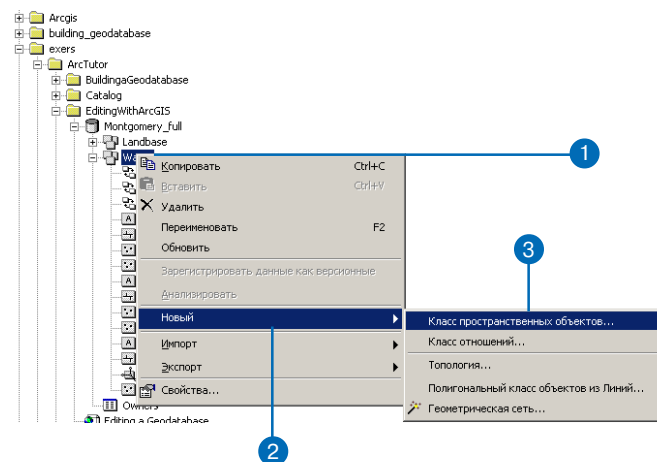 Arcgis
building_geodatabase
exers
ArcTutor
BuildingaGeodatabase
Catalog
EditingWithArcGIS
Montgomery_full
Landbase
1
Копировать Ctrl+C
Вставить Ctrl+V
Удалить
Переименовать F2
Обновить
Зарегистрировать данные как версионные
Анализировать
3
Новый
Класс пространственных объектов...
Импорт
Класс отношений...
Экспорт
Топология...
Свойства...
Полигональный класс объектов из Линий...
Owners
Геометрическая сеть...
Editing a Geodatabase
2